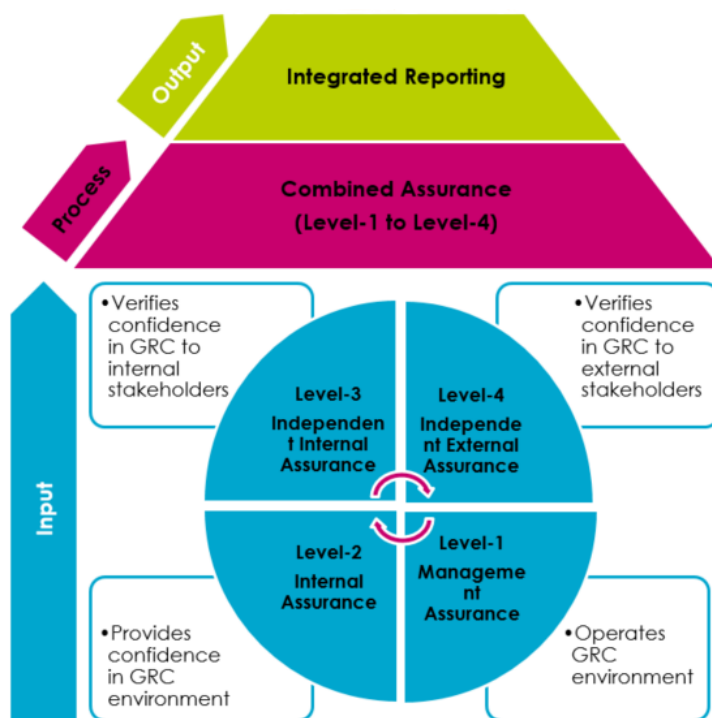 Output
Integrated Reporting
Process
Combined Assurance
(Level-1 to Level-4)
Input
•Verifies
confidence
in GRC to
internal
stakeholders
•Verifies
confidence
in GRC to
external
stakeholders
Level-3
Independen
t Internal
Assurance
Level-4
Independe
nt External
Assurance
Level-2
Internal
Assurance
Level-1
Manageme
nt
Assurance
•Provides
confidence
in GRC
environment
•Operates
GRC
environment